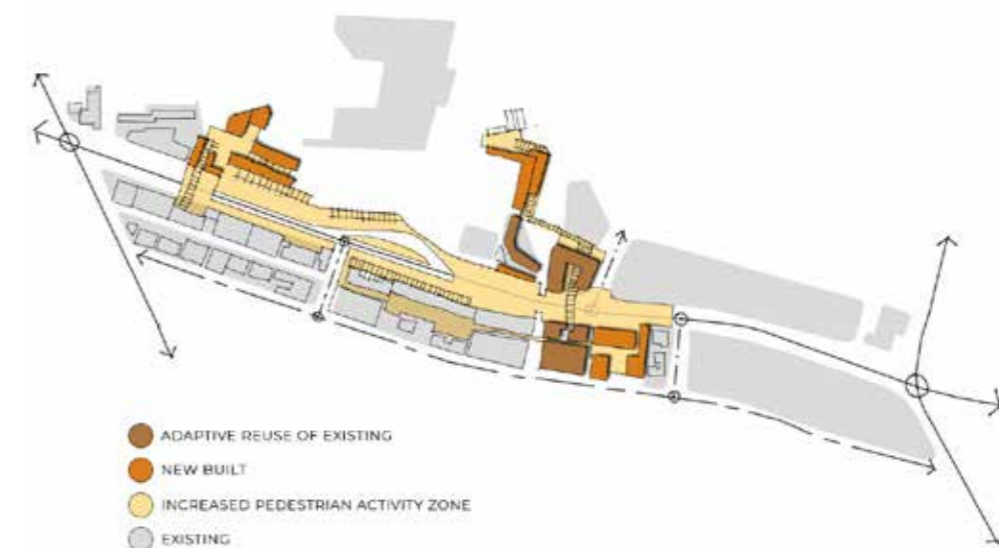 ADAPTIVE REUSE OF EXISTING
NEW BUILT
INCREASED PEDESTRIAN ACTIVITY ZONE
EXISTING